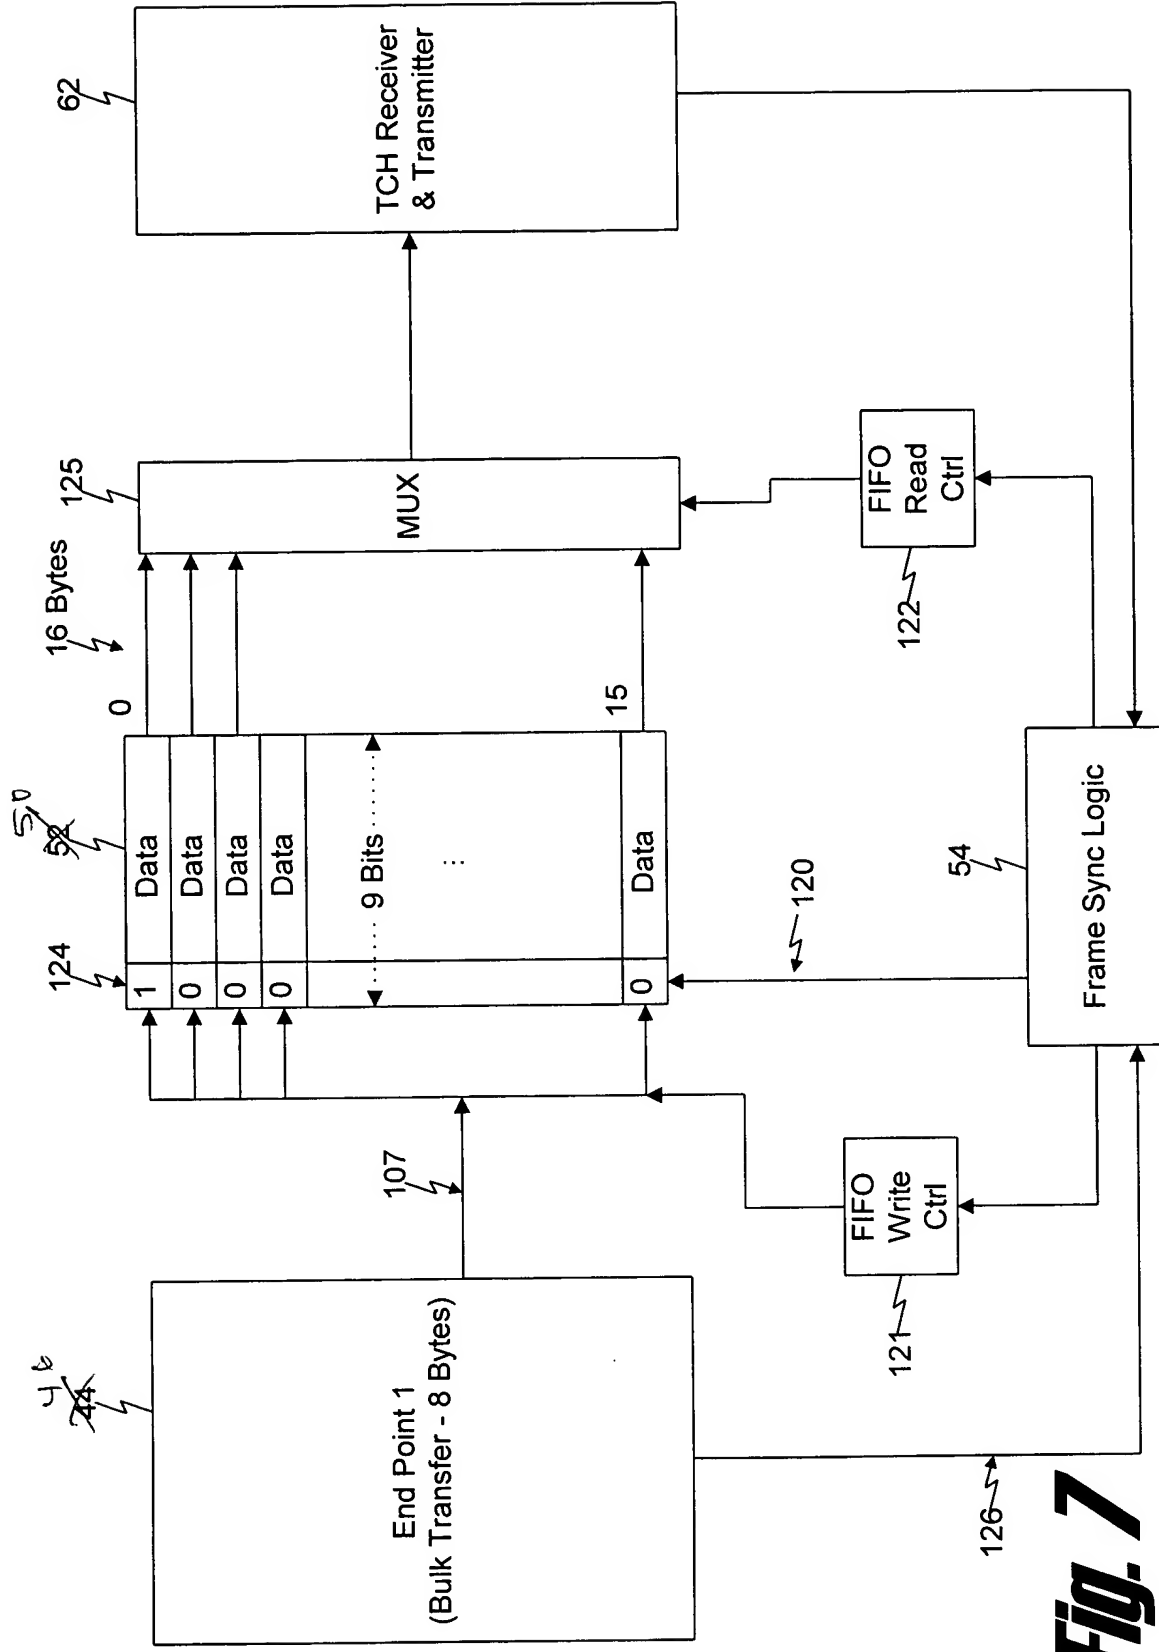 46
44
End Point 1
(Bulk Transfer - 8 Bytes)
107
124
50
52
1 Data
0 Data
0 Data
0 Data
9 Bits
...
0 Data
0
15
16 Bytes
125
MUX
62
TCH Receiver
& Transmitter
121
FIFO
Write
Ctrl
120
122
FIFO
Read
Ctrl
126
54
Frame Sync Logic
Fig. 7